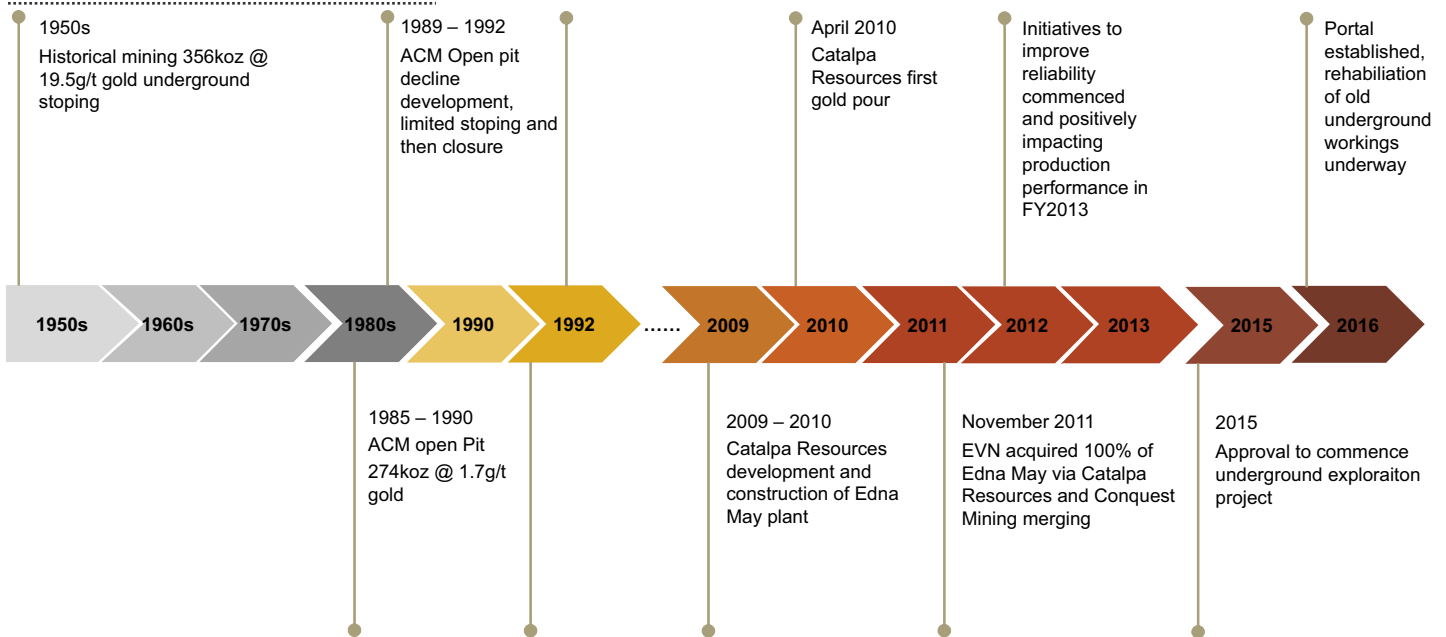 1950s
Historical mining 356koz @
19.5g/t gold underground
stoping
1989 – 1992
ACM Open pit
decline
development,
limited stoping and
then closure
April 2010
Catalpa
Resources first
gold pour
Initiatives to
improve
reliability
commenced
and positively
impacting
production
performance in
FY2013
Portal
established,
rehabiliation
of old
underground
workings
underway
1950s
1960s
1970s
1980s
1990
1992
......
2009
2010
2011
2012
2013
2015
2016
1985 – 1990
ACM open Pit
274koz @ 1.7g/t
gold
2009 – 2010
Catalpa Resources
development and
construction of Edna
May plant
November 2011
EVN acquired 100% of
Edna May via Catalpa
Resources and Conquest
Mining merging
2015
Approval to commence
underground exploraiton
project